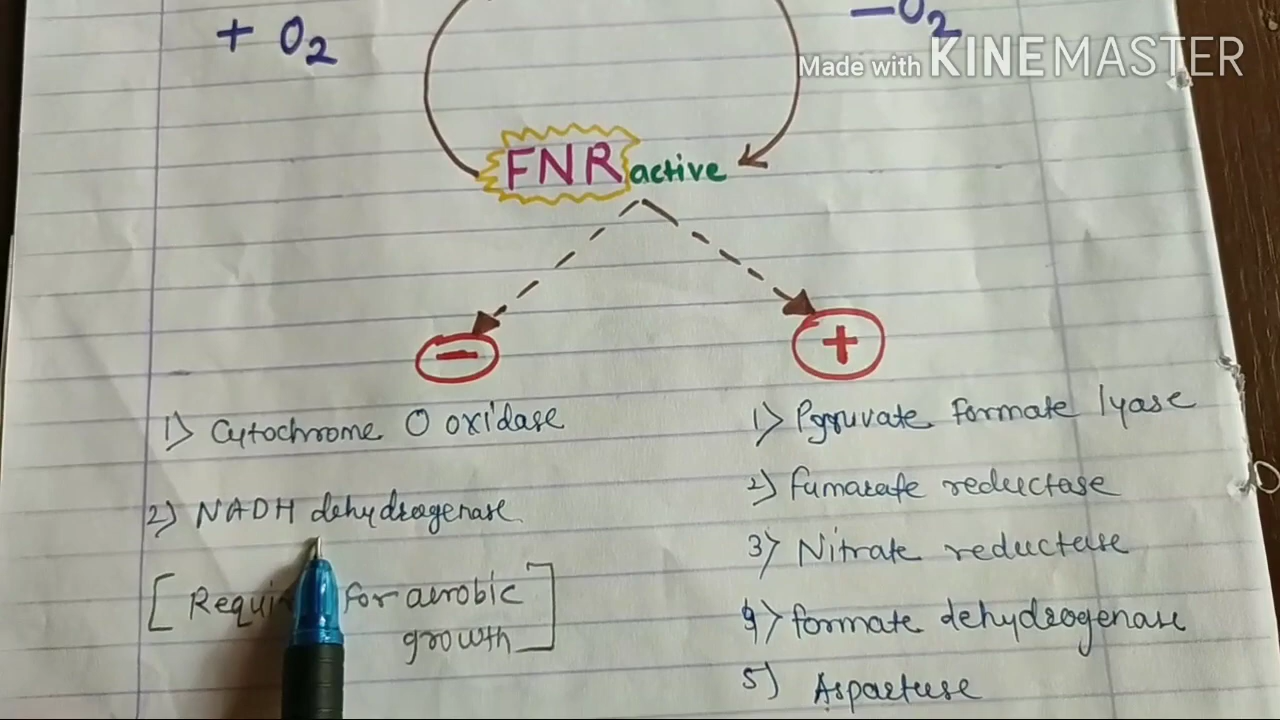 + O2
-O2
Made with KINEMASTER
FNR active
-
+
1) Cytochrome O oxidase
2) NADH dehydrogenase
[Requi for aerobic
growth]
1) Pyruvate formate lyase
2) fumarate reductase
3) Nitrate reductase
4) formate dehydrogenase
5) Aspartase